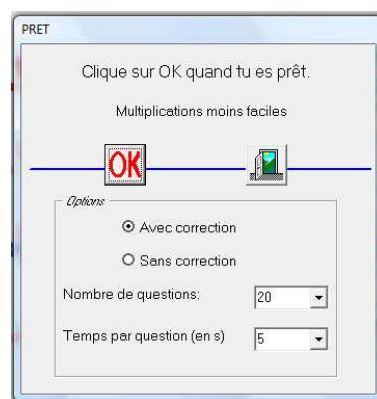 PRET
Clique sur OK quand tu es prêt.
Multiplications moins faciles
OK
Options
Avec correction
Sans correction
Nombre de questions: 20
Temps par question (en s) 5